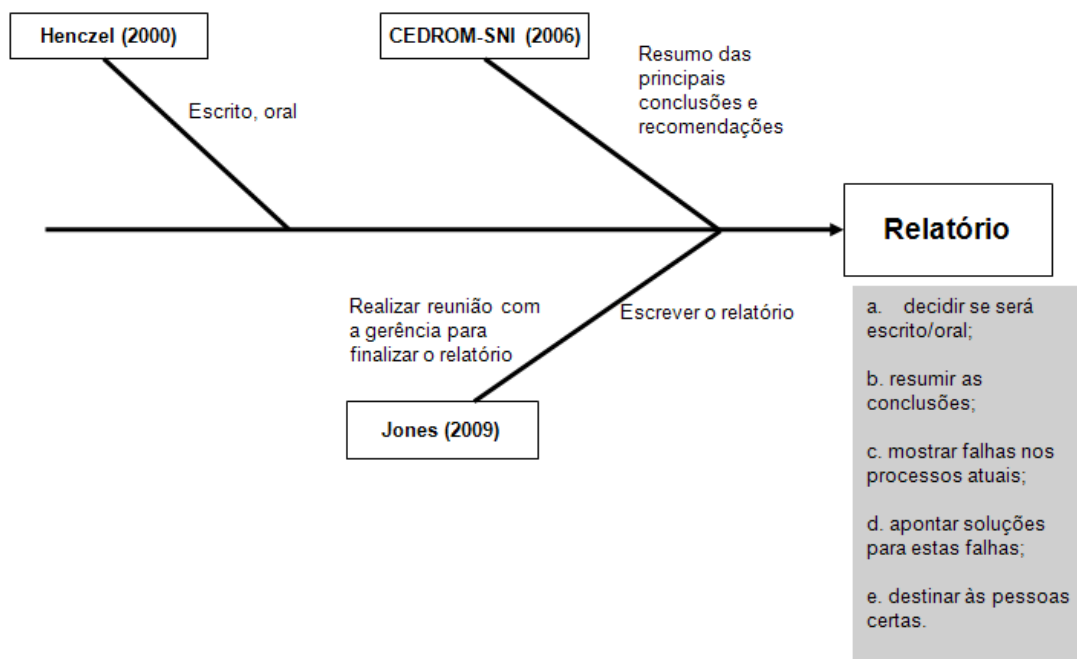 Henczel (2000)
CEDROM-SNI (2006)
Escrito, oral
Resumo das
principais
conclusões e
recomendações
Relatório
Realizar reunião com
a gerência para
finalizar o relatório
Escrever o relatório
Jones (2009)
a. decidir se será
escrito/oral;
b. resumir as
conclusões;
c. mostrar falhas nos
processos atuais;
d. apontar soluções
para estas falhas;
e. destinar às pessoas
certas.